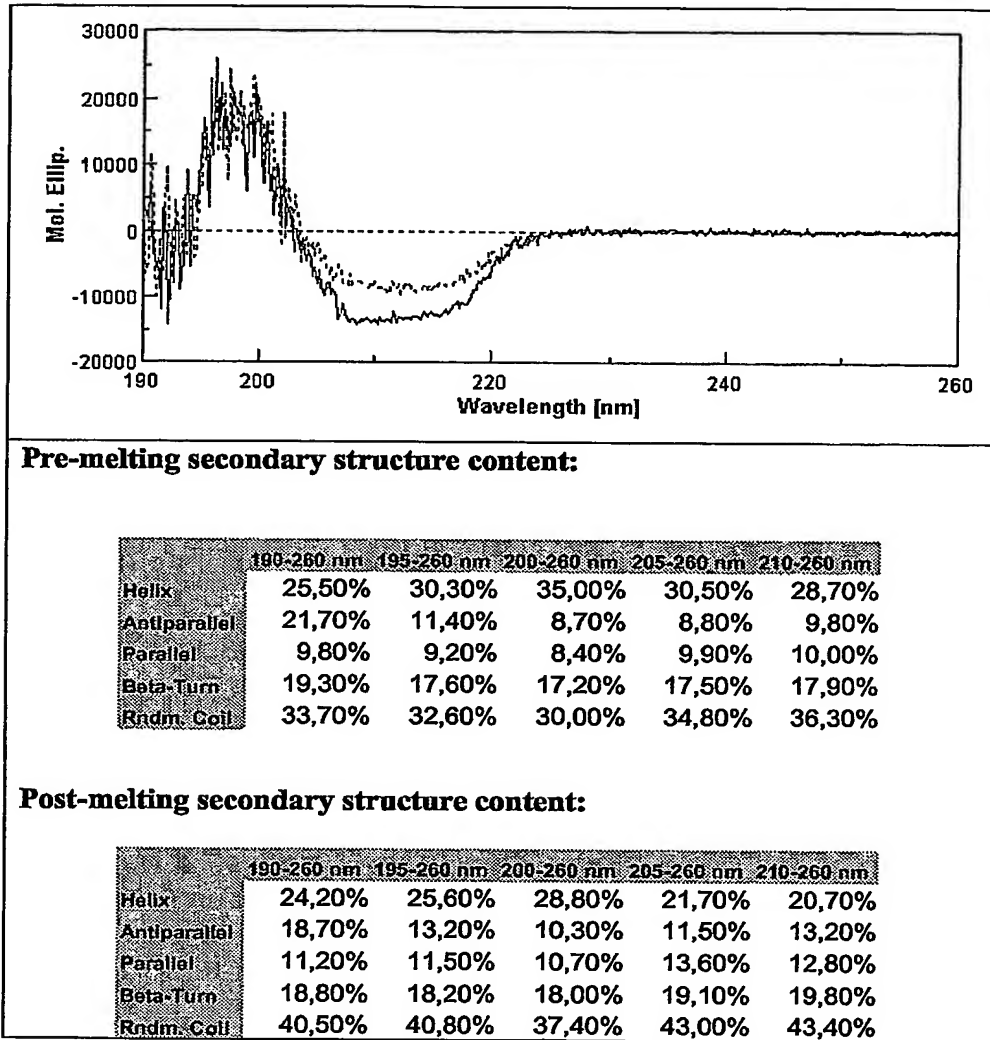 30000
20000
10000
0
-10000
-20000
Mol. Ellip.
190 200 220 240 260
Wavelength [nm]
Pre-melting secondary structure content:
190-260 nm 195-260 nm 200-260 nm 205-260 nm 210-260 nm
Helix 25,50% 30,30% 35,00% 30,50% 28,70%
Antiparallel 21,70% 11,40% 8,70% 8,80% 9,80%
Parallel 9,80% 9,20% 8,40% 9,90% 10,00%
Beta-Turn 19,30% 17,60% 17,20% 17,50% 17,90%
Rndm. Coil 33,70% 32,60% 30,00% 34,80% 36,30%
Post-melting secondary structure content:
190-260 nm 195-260 nm 200-260 nm 205-260 nm 210-260 nm
Helix 24,20% 25,60% 28,80% 21,70% 20,70%
Antiparallel 18,70% 13,20% 10,30% 11,50% 13,20%
Parallel 11,20% 11,50% 10,70% 13,60% 12,80%
Beta-Turn 18,80% 18,20% 18,00% 19,10% 19,80%
Rndm. Coil 40,50% 40,80% 37,40% 43,00% 43,40%